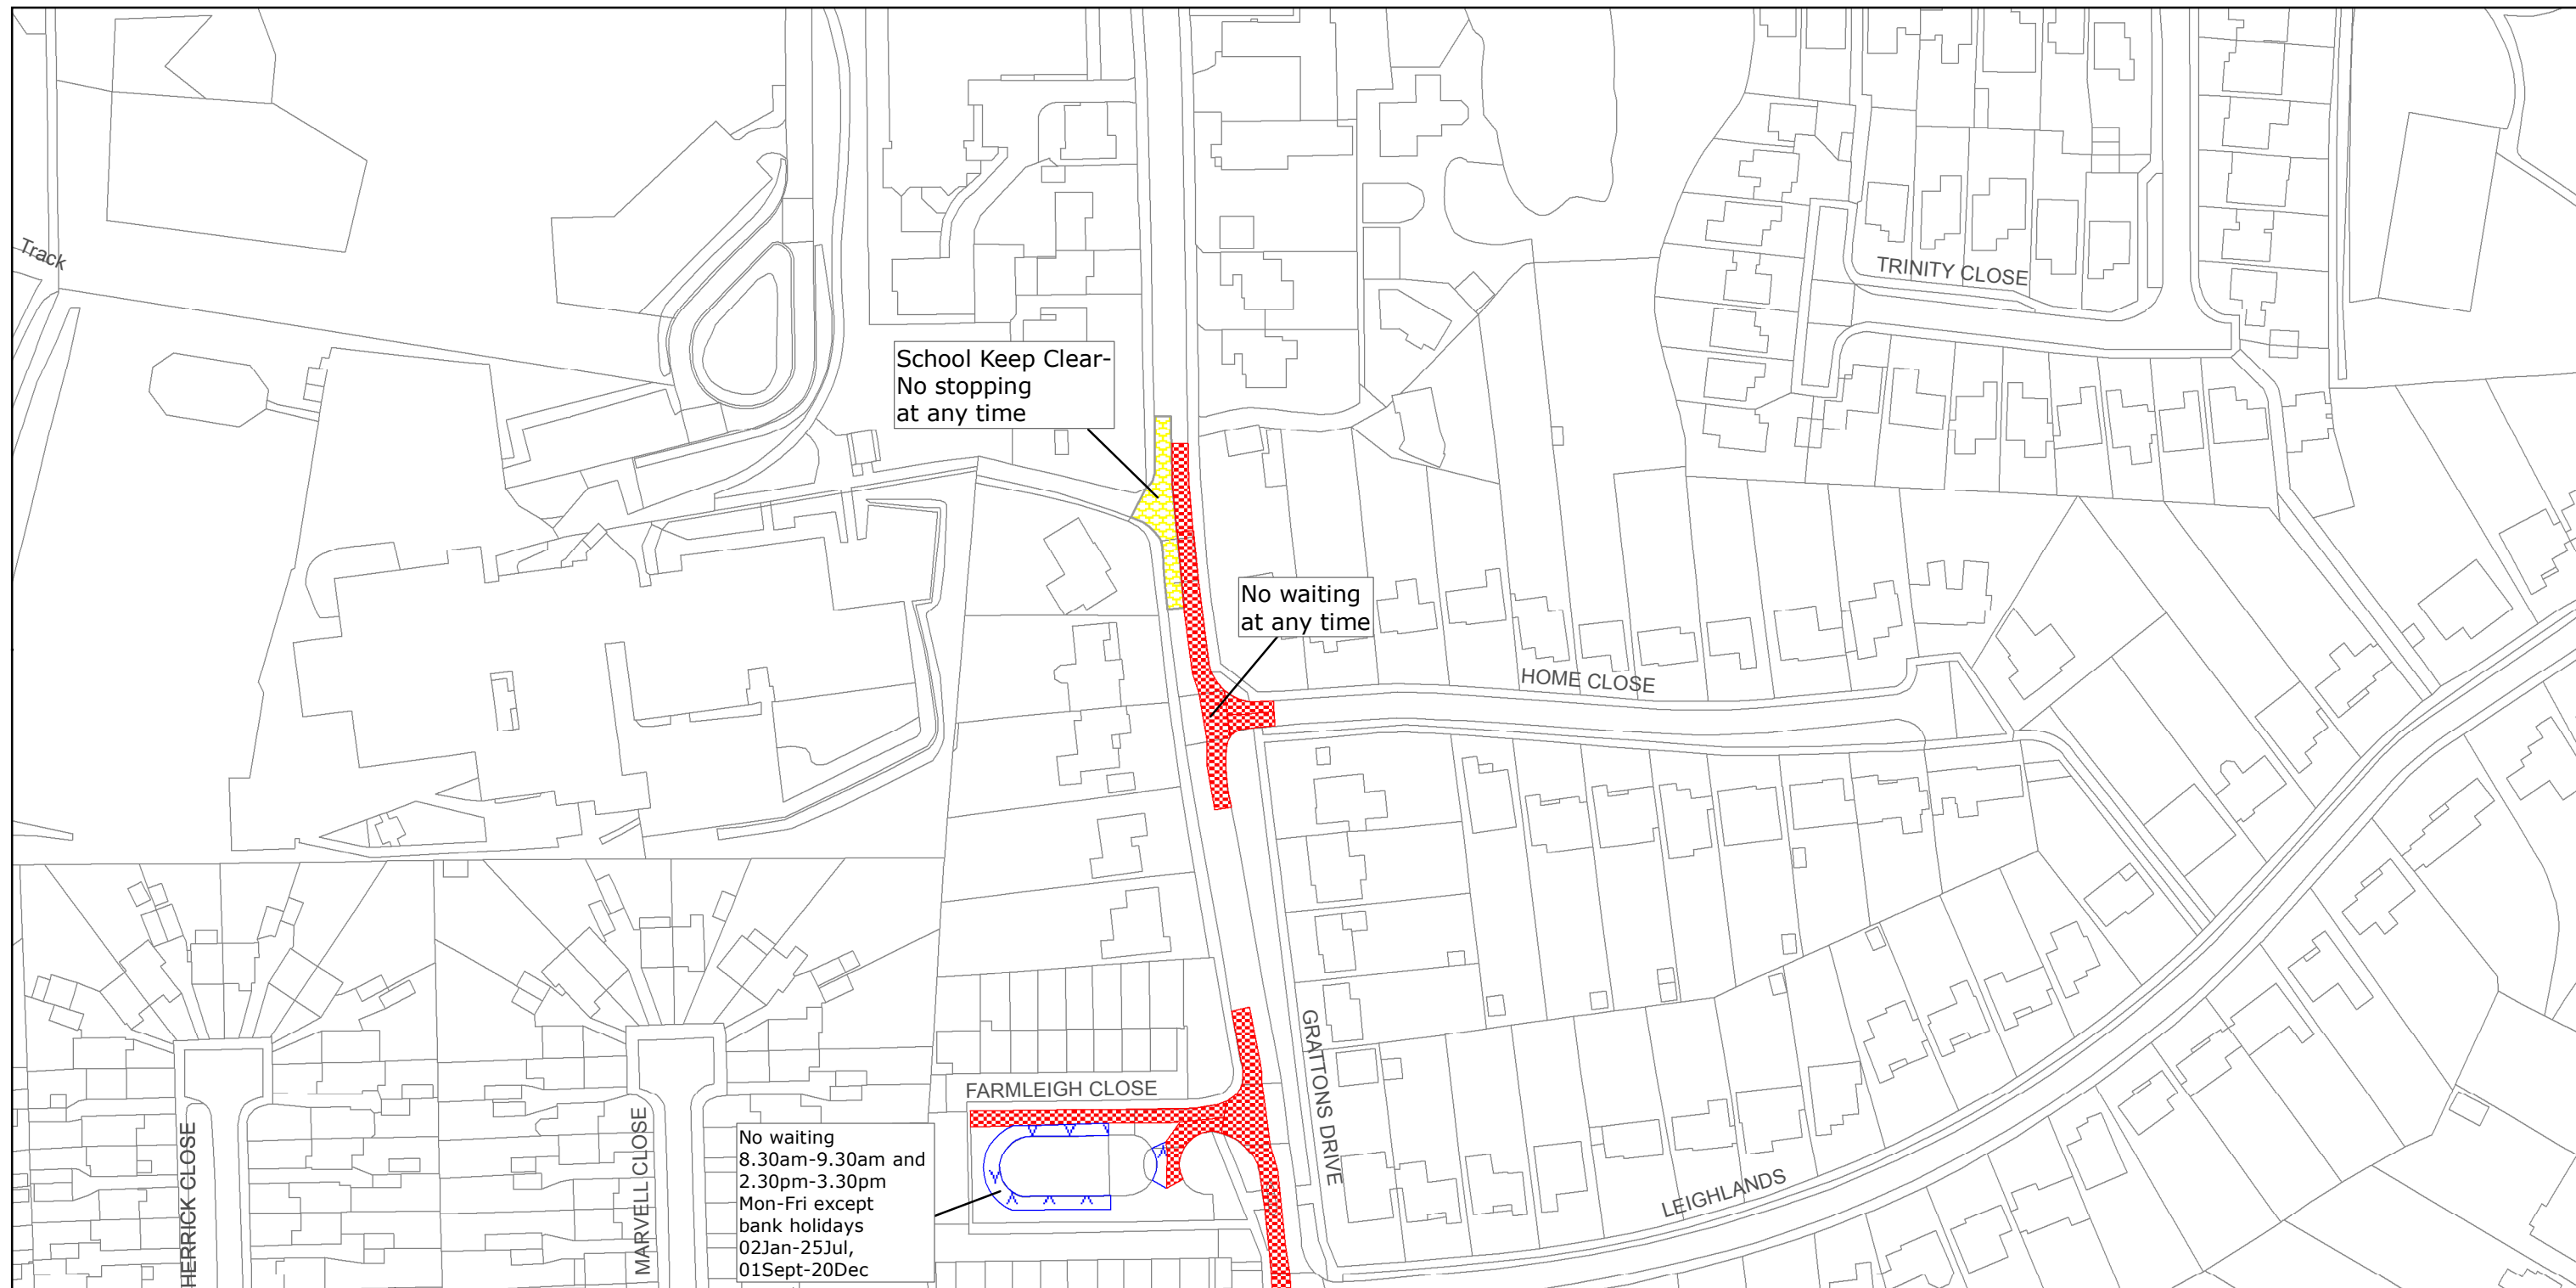 Track
TRINITY CLOSE
School Keep Clear-
No stopping
at any time
No waiting
at any time
HOME CLOSE
GRATTONS DRIVE
FARMLEIGH CLOSE
LEIGHLANDS
HERRICK CLOSE
MARVELL CLOSE
No waiting
8.30am-9.30am and
2.30pm-3.30pm
Mon-Fri except
bank holidays
02Jan-25Jul,
01Sept-20Dec